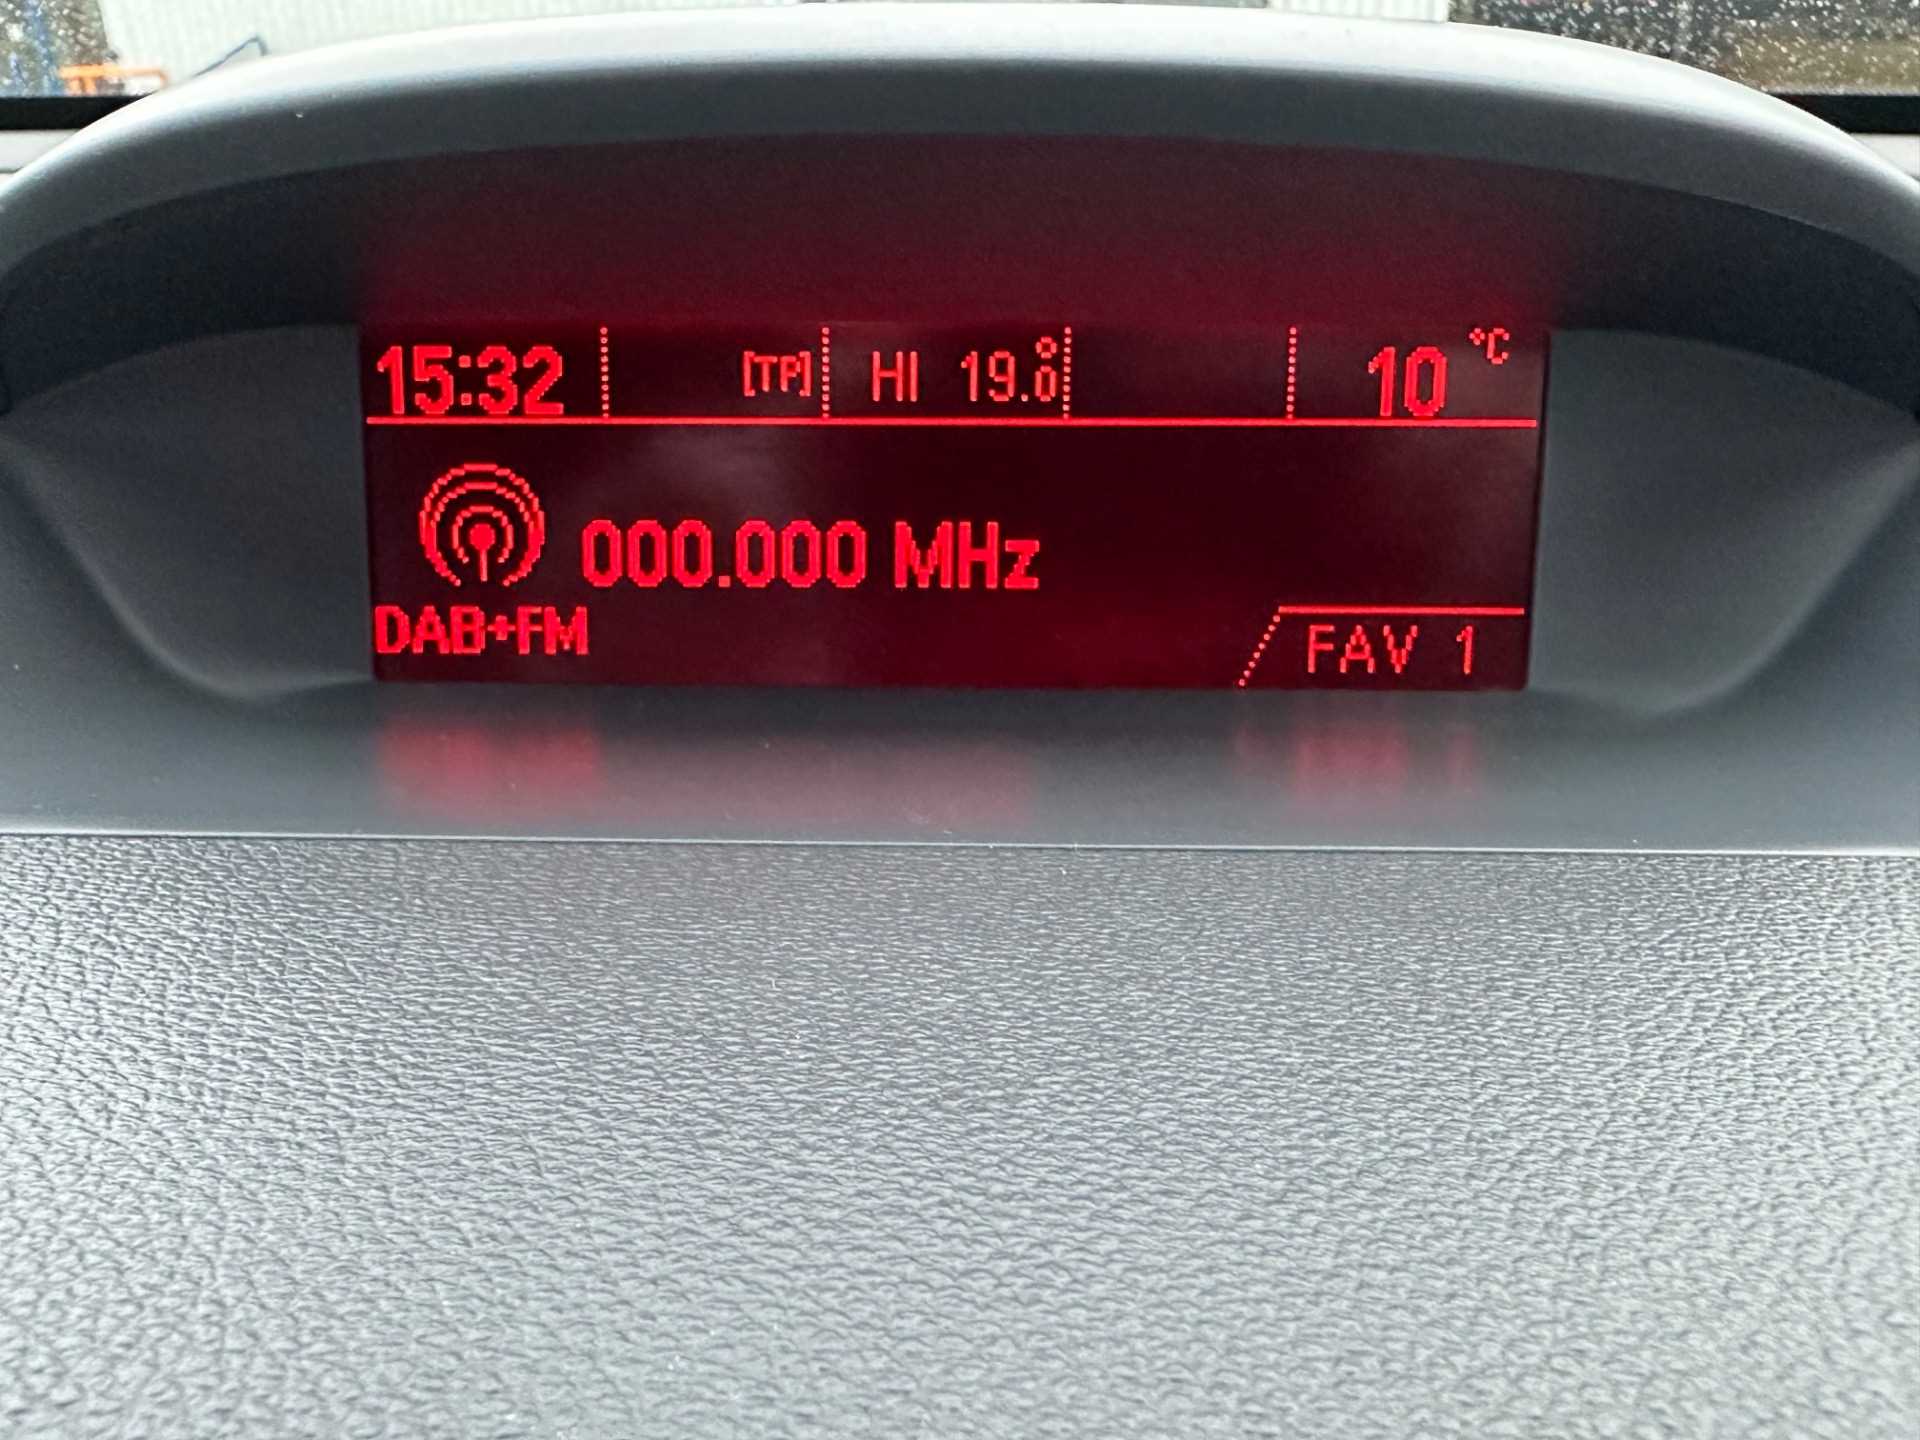 15:32 [TP] HI 19.0° 10 °C
000.000 MHz
DAB+FM
FAV 1